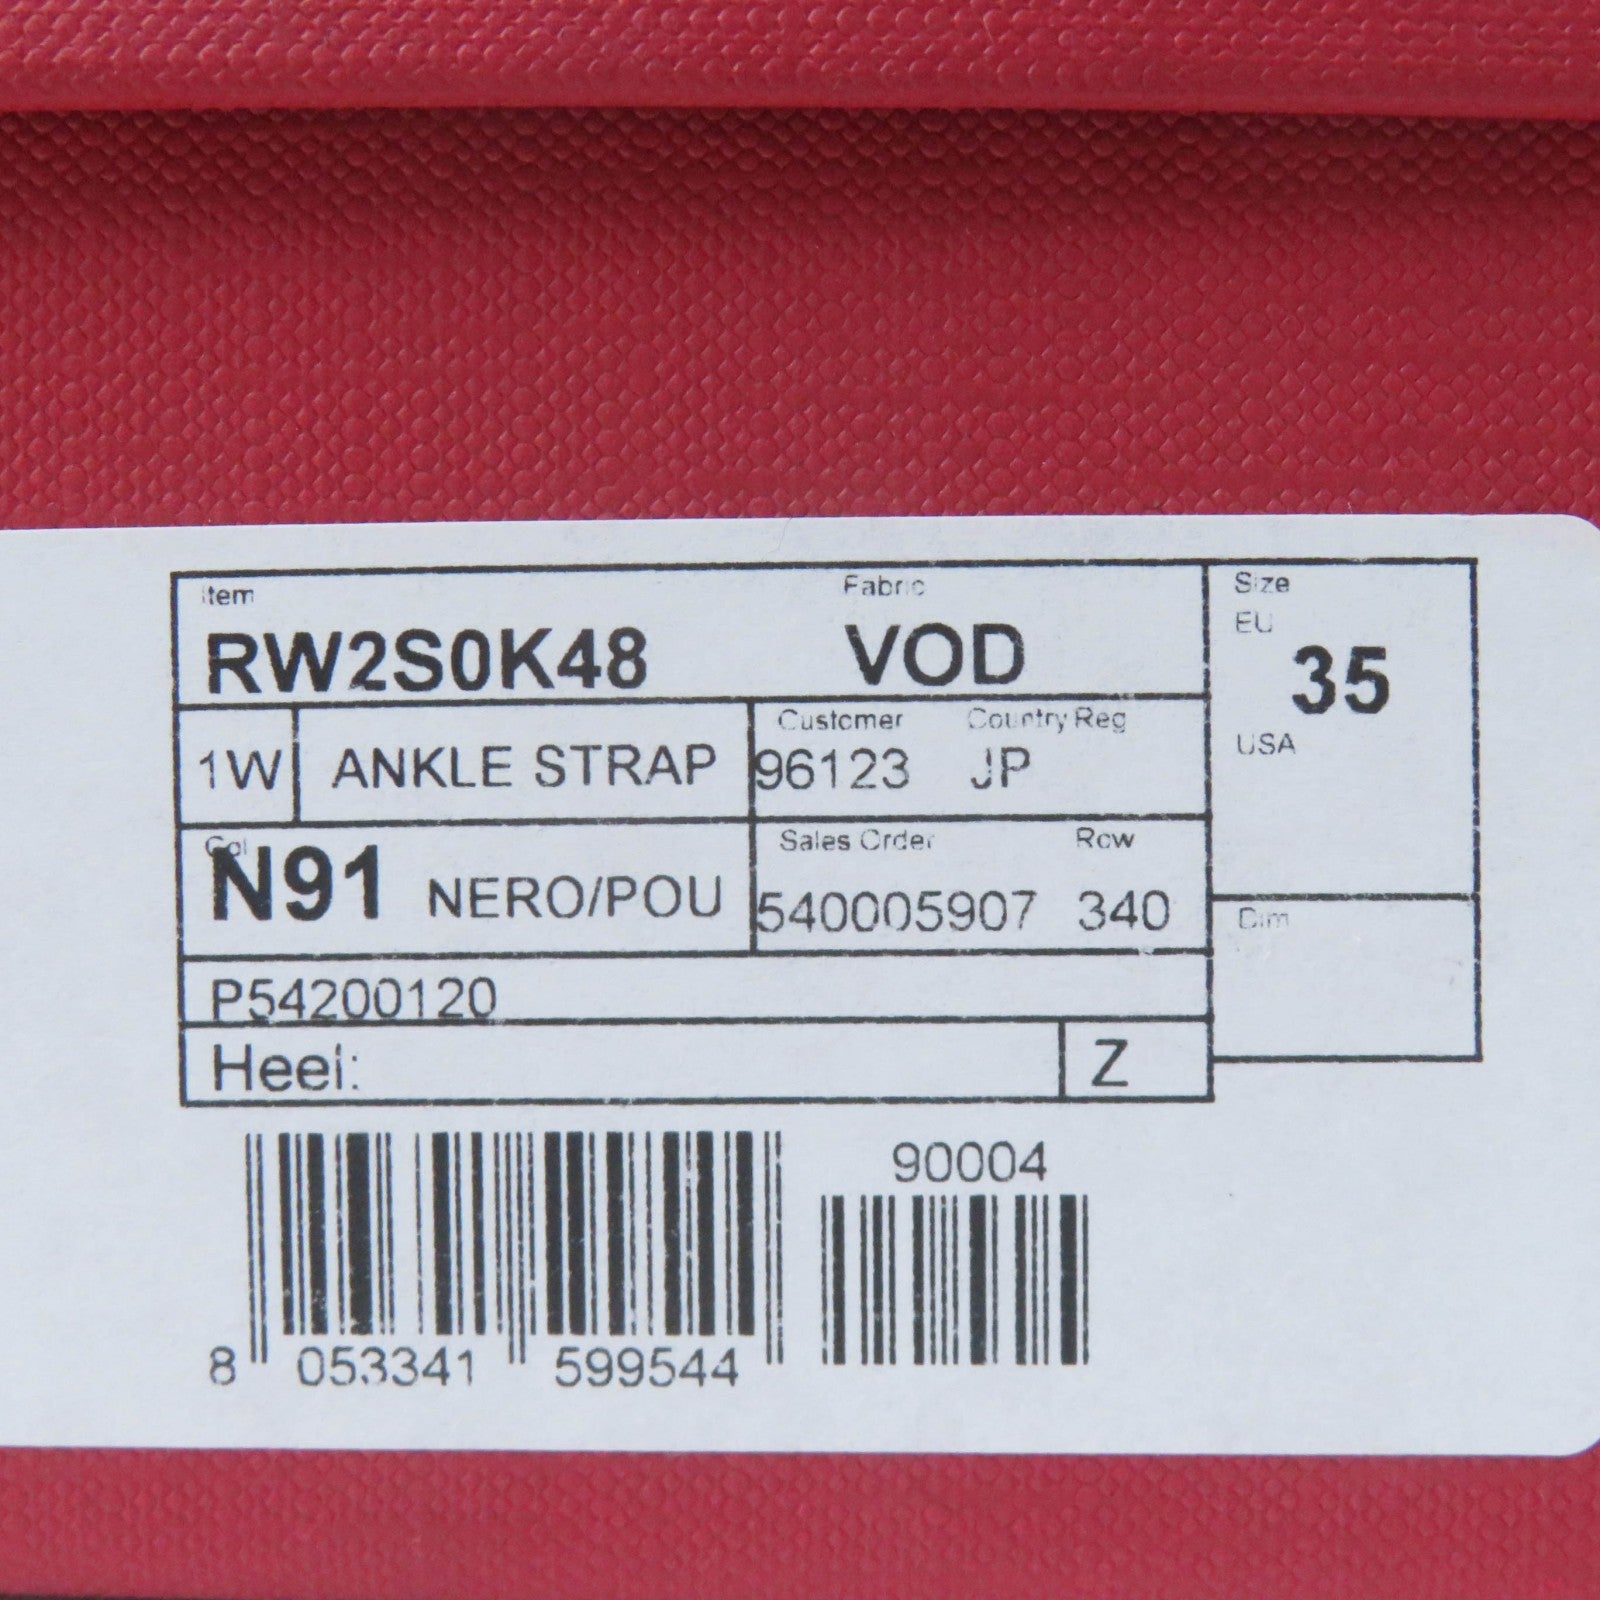 Item Fabric Size
EU
RW2S0K48 VOD 35
Customer Country Reg
1W ANKLE STRAP 96123 JP USA
Col Sales Order Row
N91 NERO/POU 540005907 340
Dim
P54200120
Heel: Z
90004
8 053341 599544